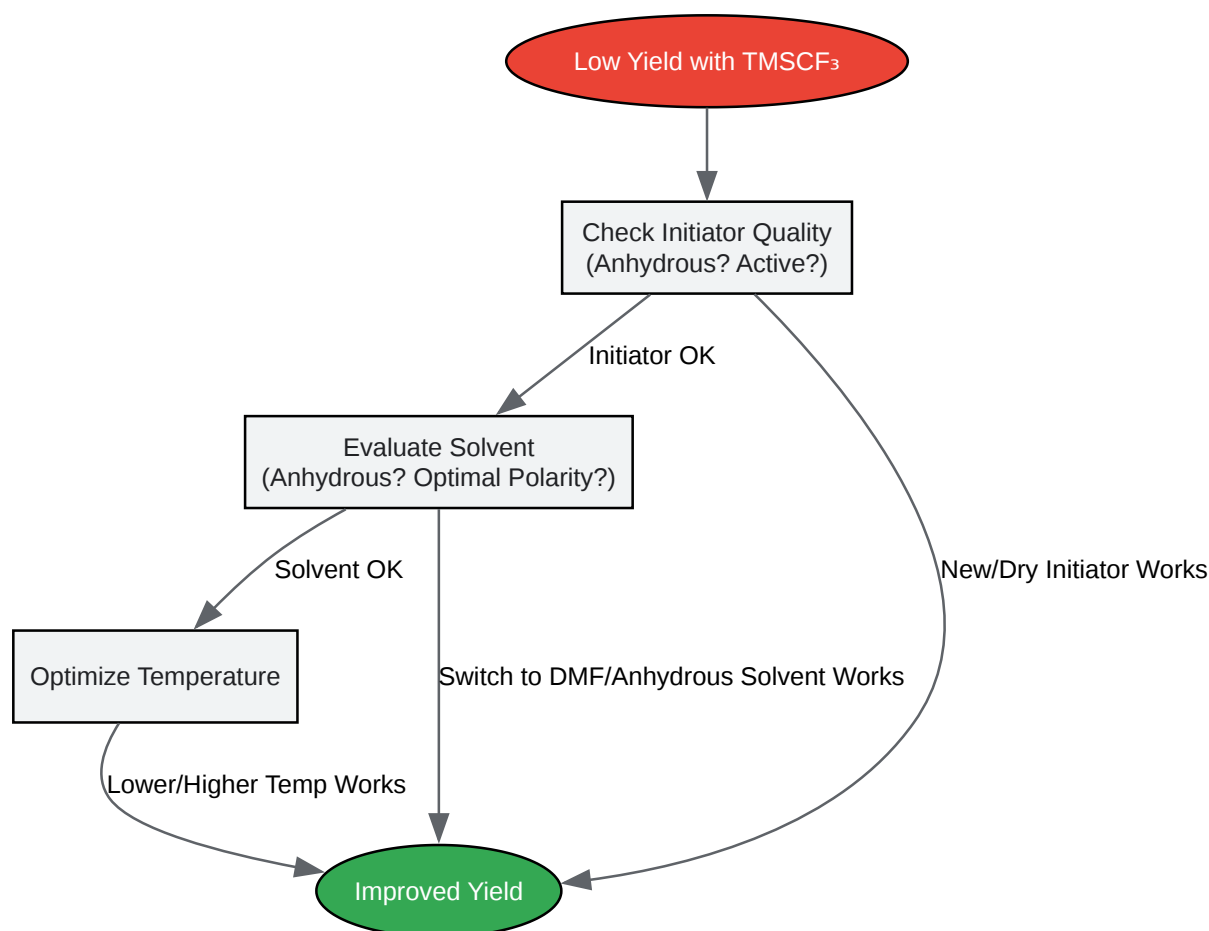 Low Yield with TMSCF₃
Check Initiator Quality
(Anhydrous? Active?)
Initiator OK
Evaluate Solvent
(Anhydrous? Optimal Polarity?)
Solvent OK
New/Dry Initiator Works
Optimize Temperature
Switch to DMF/Anhydrous Solvent Works
Lower/Higher Temp Works
Improved Yield